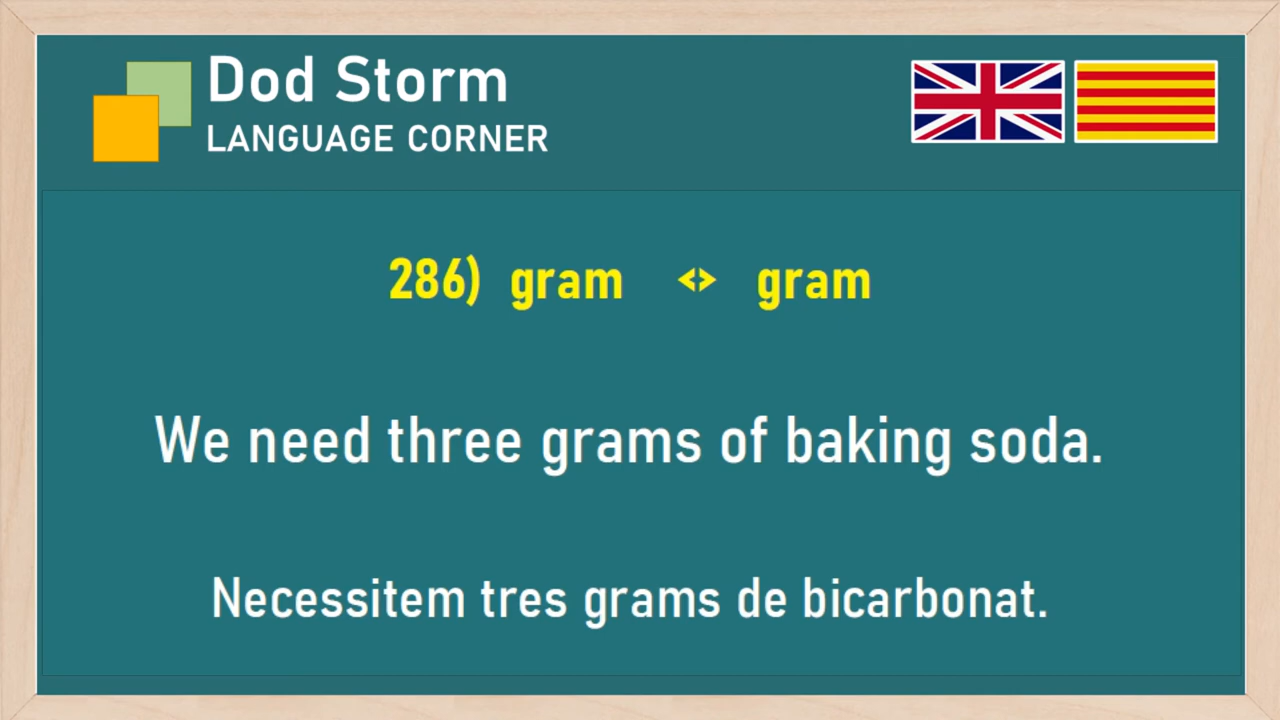 Dod Storm
LANGUAGE CORNER
286) gram <> gram
We need three grams of baking soda.
Necessitem tres grams de bicarbonat.